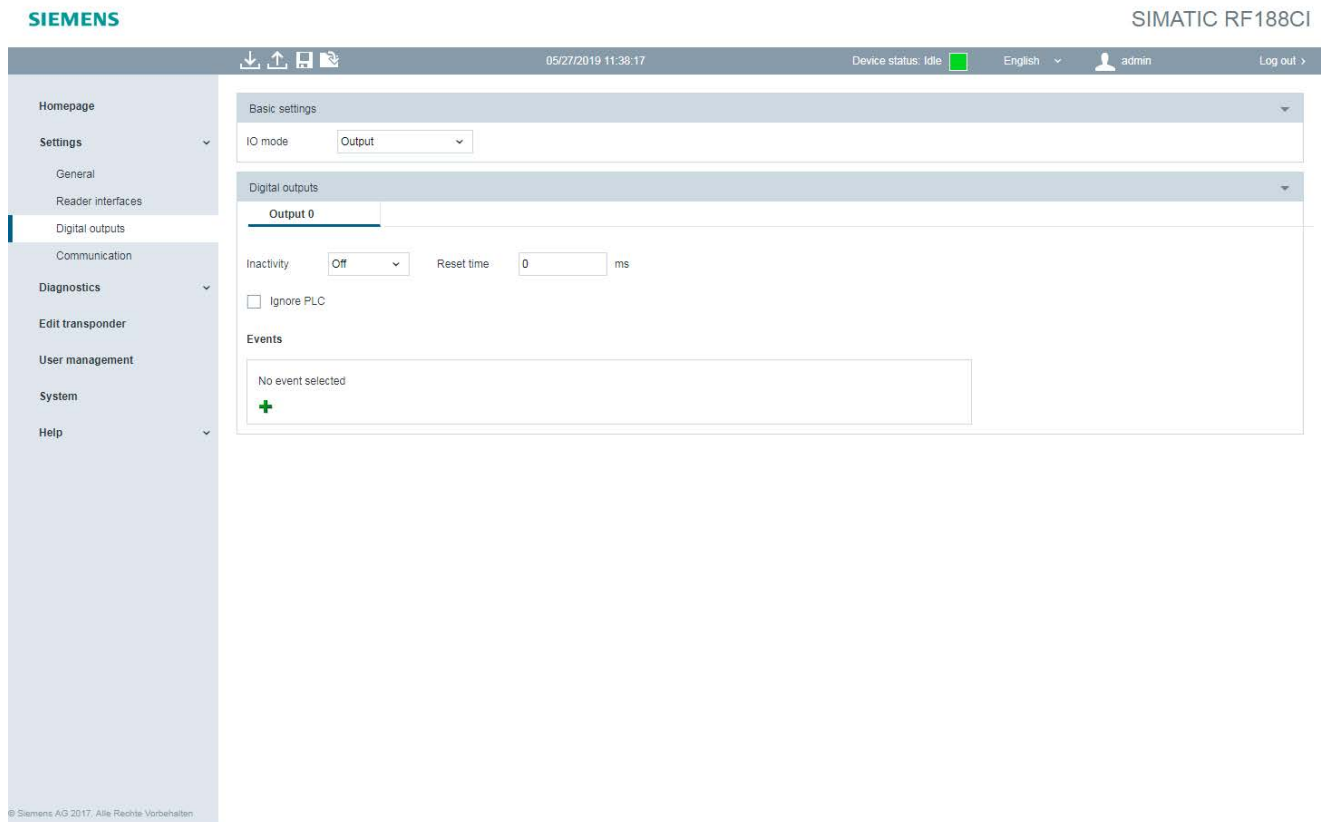 SIEMENS
SIMATIC RF188CI
05/27/2019 11:38:17
Device status: Idle
English
admin
Log out >
Homepage
Settings
General
Reader interfaces
Digital outputs
Communication
Diagnostics
Edit transponder
User management
System
Help
Basic settings
IO mode
Output
Digital outputs
Output 0
Inactivity
Off
Reset time
0
ms
Ignore PLC
Events
No event selected
© Siemens AG 2017, Alle Rechte Vorbehalten